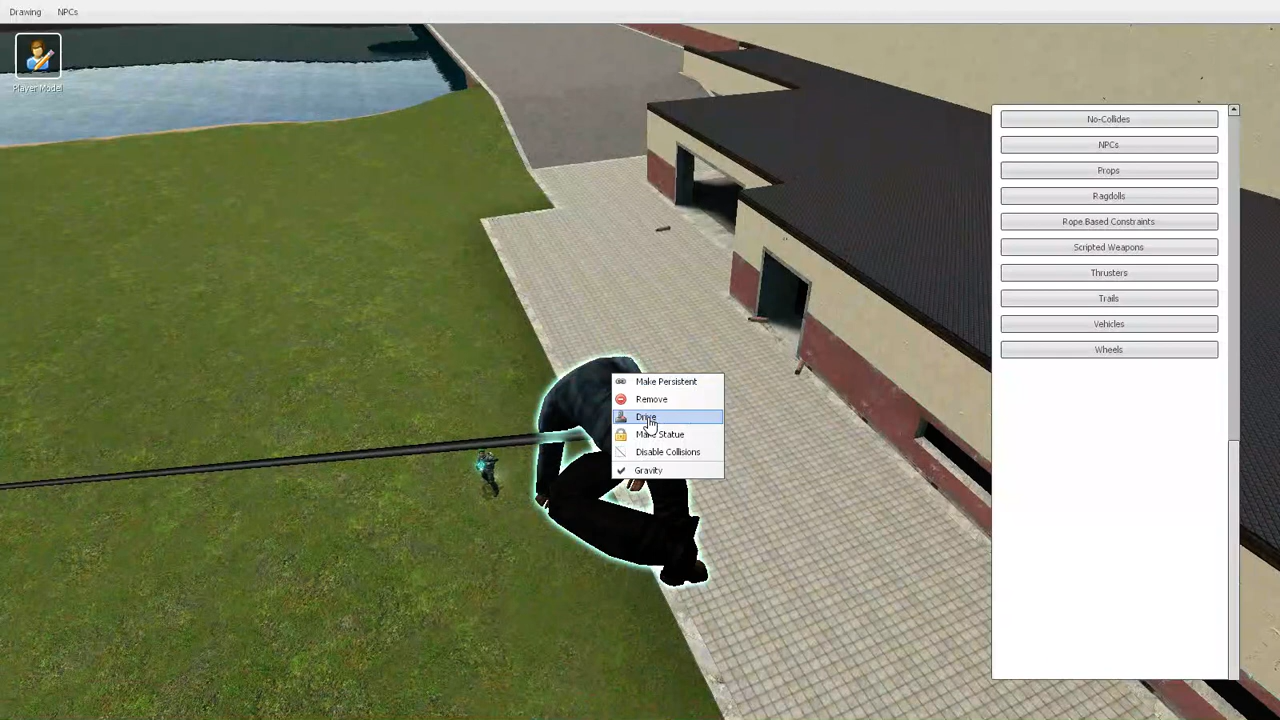 Drawing NPCs
Player Model
No-Collides
NPCs
Props
Ragdolls
Rope Based Constraints
Scripted Weapons
Thrusters
Trails
Vehicles
Wheels
Make Persistent
Remove
Drive
Make Statue
Disable Collisions
Gravity